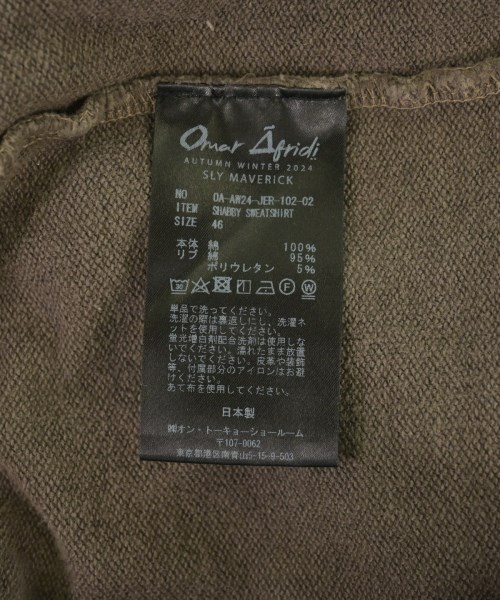 Omar Afridi
AUTUMN WINTER 2024
SLY MAVERICK
NO OA-AW24-JER-102-02
ITEM SHABBY SWEATSHIRT
SIZE 46
本体 綿 100%
リブ 綿 95%
ポリウレタン 5%
単品で洗ってください。
洗濯の際は裏返しにし、洗濯ネ
ットを使用してください。
蛍光増白剤配合洗剤は使用しな
いでください。濡れたまま放置
しないでください。皮革や装飾
等、付属部分のアイロンはお避
けください。
あて布を使用してください。
日本製
㈱オン・トーキョーショールーム
〒107-0062
東京都港区南青山5-15-9-503